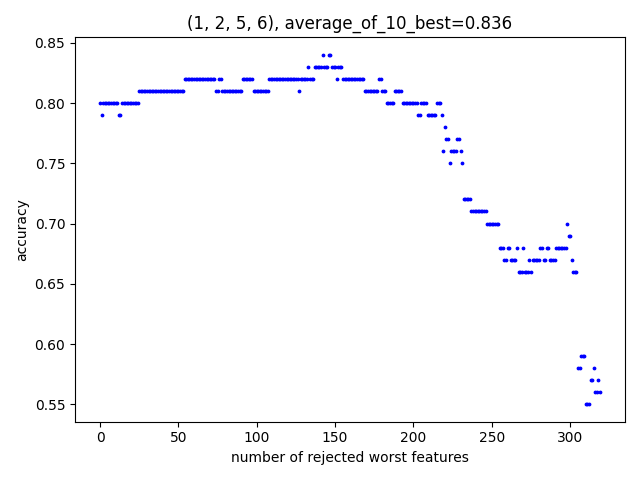 (1, 2, 5, 6), average_of_10_best=0.836
0.85
0.80
0.75
0.70
0.65
0.60
0.55
accuracy
0 50 100 150 200 250 300
number of rejected worst features